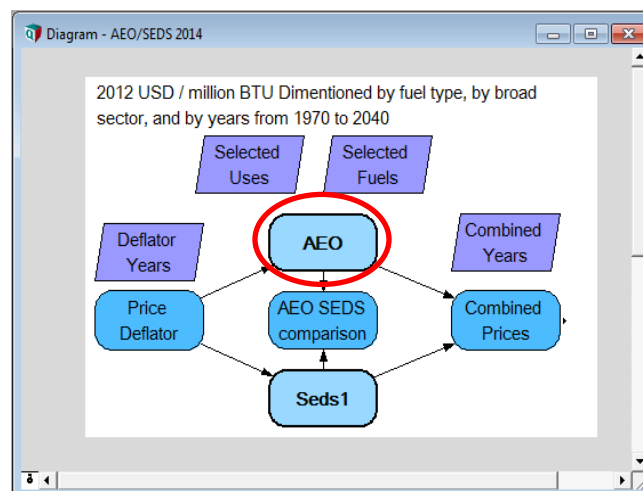 Diagram - AEO/SEDS 2014
2012 USD / million BTU Dimentioned by fuel type, by broad
sector, and by years from 1970 to 2040
Selected
Uses
Selected
Fuels
Deflator
Years
AEO
Combined
Years
Price
Deflator
AEO SEDS
comparison
Combined
Prices
Seds1